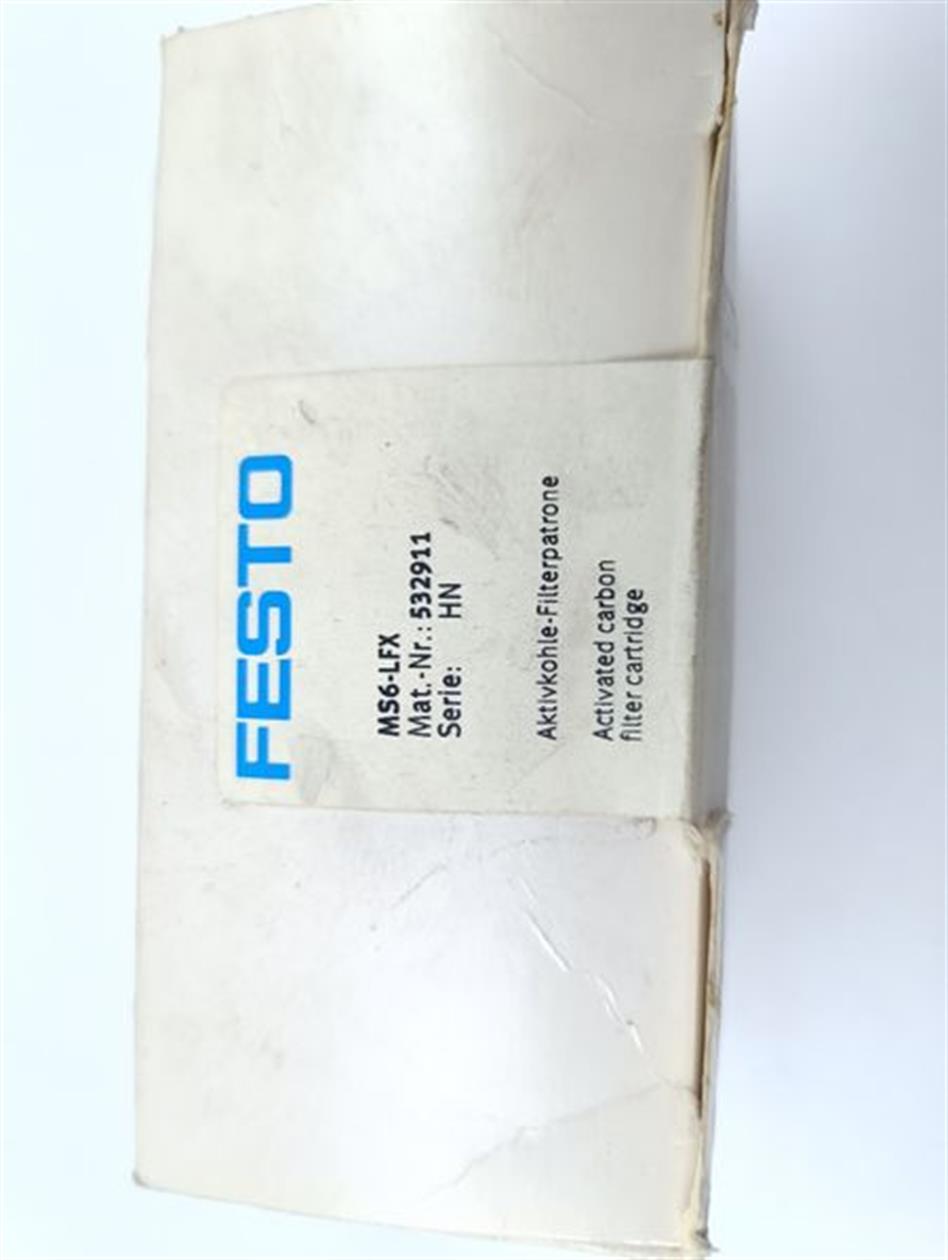 FESTO
MS6-LFX
Mat.-Nr.: 532911
Serie: HN
Aktivkohle-Filterpatrone
Activated carbon
filter cartridge